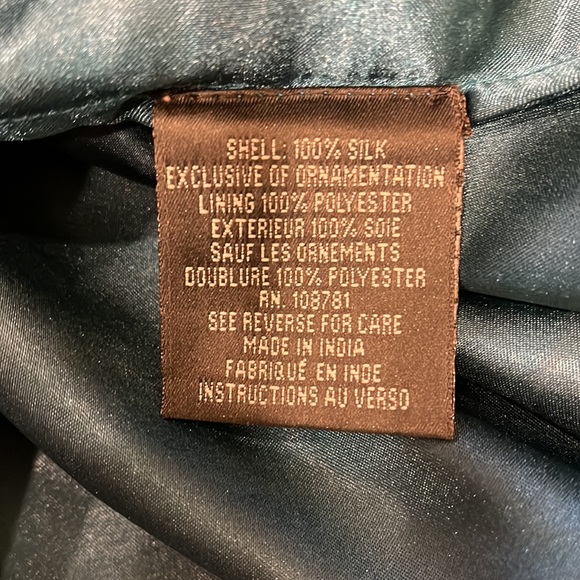 SHELL: 100% SILK
EXCLUSIVE OF ORNAMENTATION
LINING 100% POLYESTER
EXTERIEUR 100% SOIE
SAUF LES ORNEMENTS
DOUBLURE 100% POLYESTER
RN. 108781
SEE REVERSE FOR CARE
MADE IN INDIA
FABRIQUÉ EN INDE
INSTRUCTIONS AU VERSO